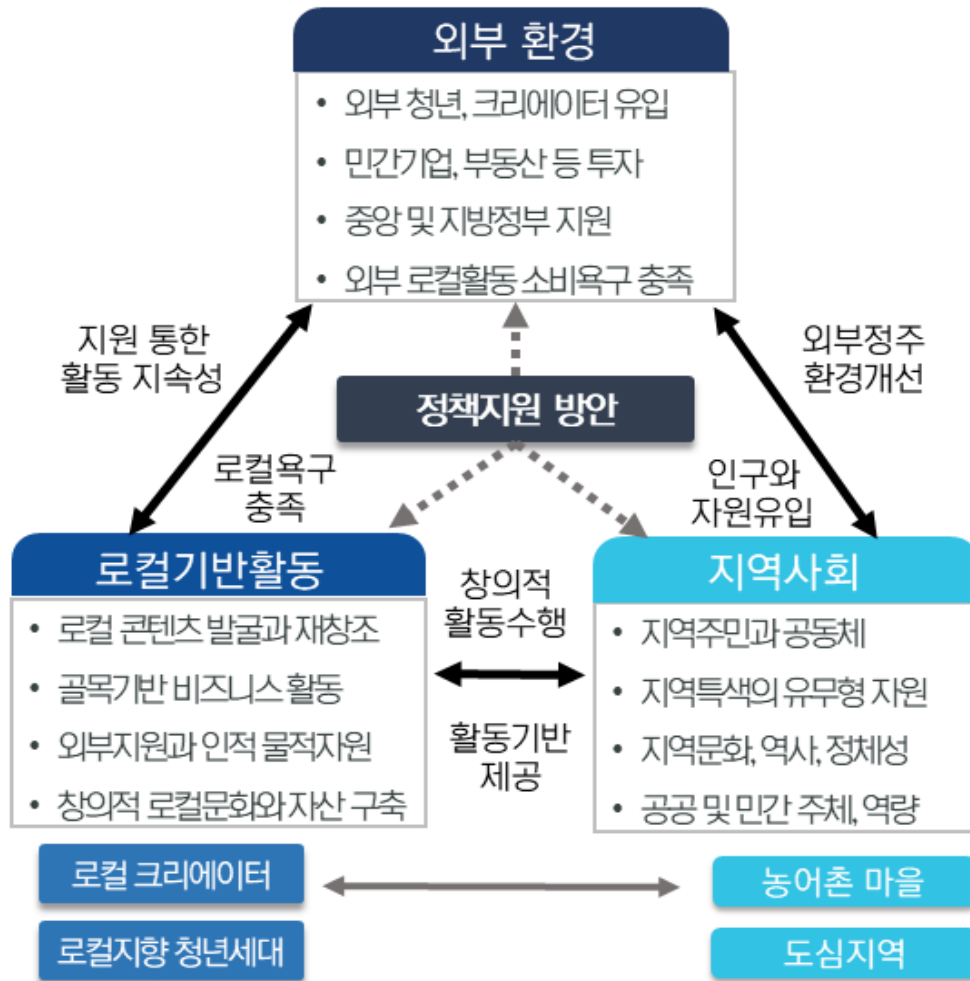 외부 환경
• 외부 청년, 크리에이터 유입
• 민간기업, 부동산 등 투자
• 중앙 및 지방정부 지원
• 외부 로컬활동 소비욕구 충족
지원 통한
활동 지속성
외부정주
환경개선
정책지원 방안
로컬욕구
충족
인구와
자원유입
로컬기반활동
• 로컬 콘텐츠 발굴과 재창조
• 골목기반 비즈니스 활동
• 외부지원과 인적 물적자원
• 창의적 로컬문화와 자산 구축
창의적
활동수행
활동기반
제공
지역사회
• 지역주민과 공동체
• 지역특색의 유무형 자원
• 지역문화, 역사, 정체성
• 공공 및 민간 주체, 역량
로컬 크리에이터
농어촌 마을
로컬지향 청년세대
도심지역